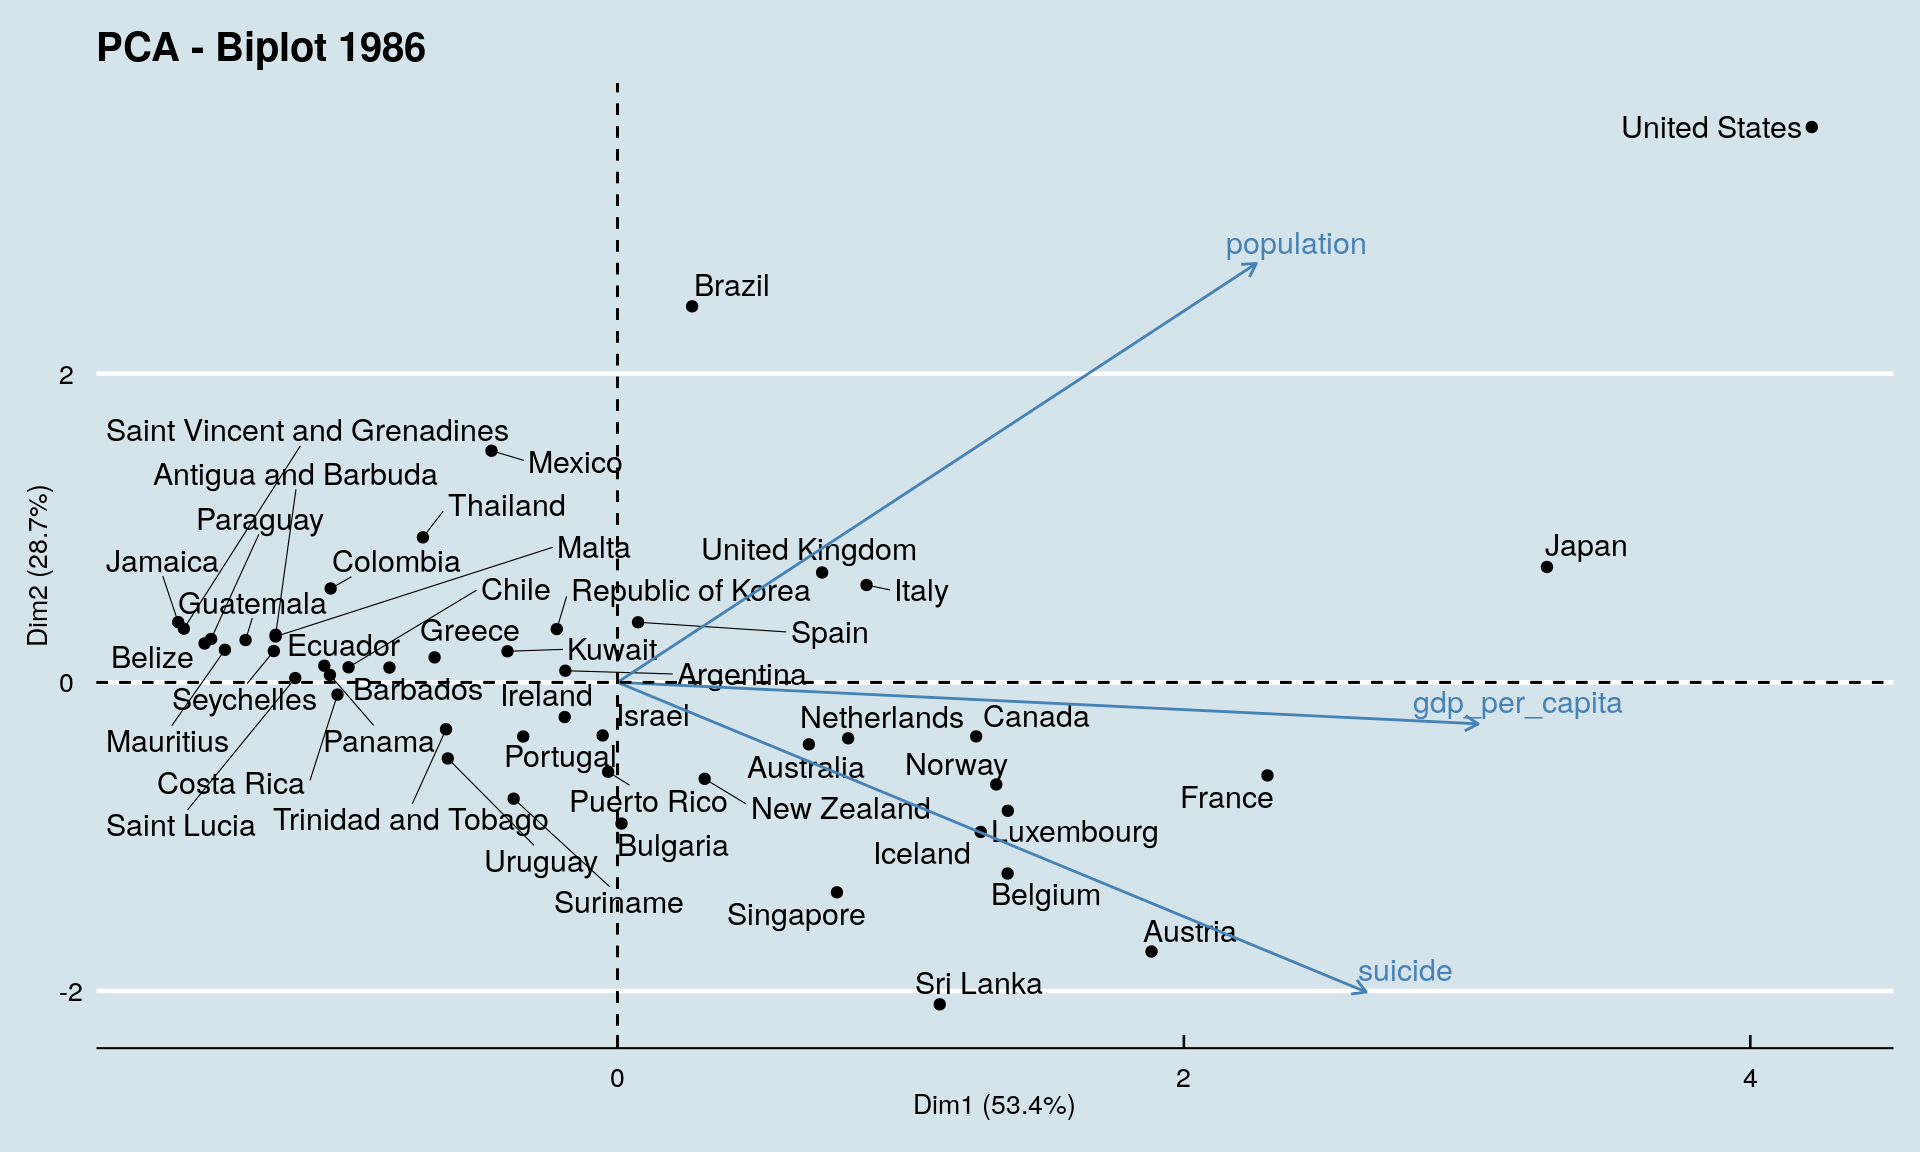 PCA - Biplot 1986
United States
population
Brazil
2
Saint Vincent and Grenadines
Mexico
Antigua and Barbuda
Thailand
Paraguay
Malta
United Kingdom
Japan
Jamaica
Colombia
Chile
Republic of Korea
Italy
Guatemala
Greece
Spain
Ecuador
Kuwait
Belize
Argentina
0
Seychelles
Barbados
Ireland
gdp_per_capita
Israel
Netherlands
Canada
Mauritius
Panama
Portugal
Australia
Norway
Costa Rica
Puerto Rico
New Zealand
France
Saint Lucia
Trinidad and Tobago
Luxembourg
Bulgaria
Iceland
Uruguay
Belgium
Suriname
Singapore
Austria
suicide
Sri Lanka
-2
0
2
4
Dim1 (53.4%)
Dim2 (28.7%)